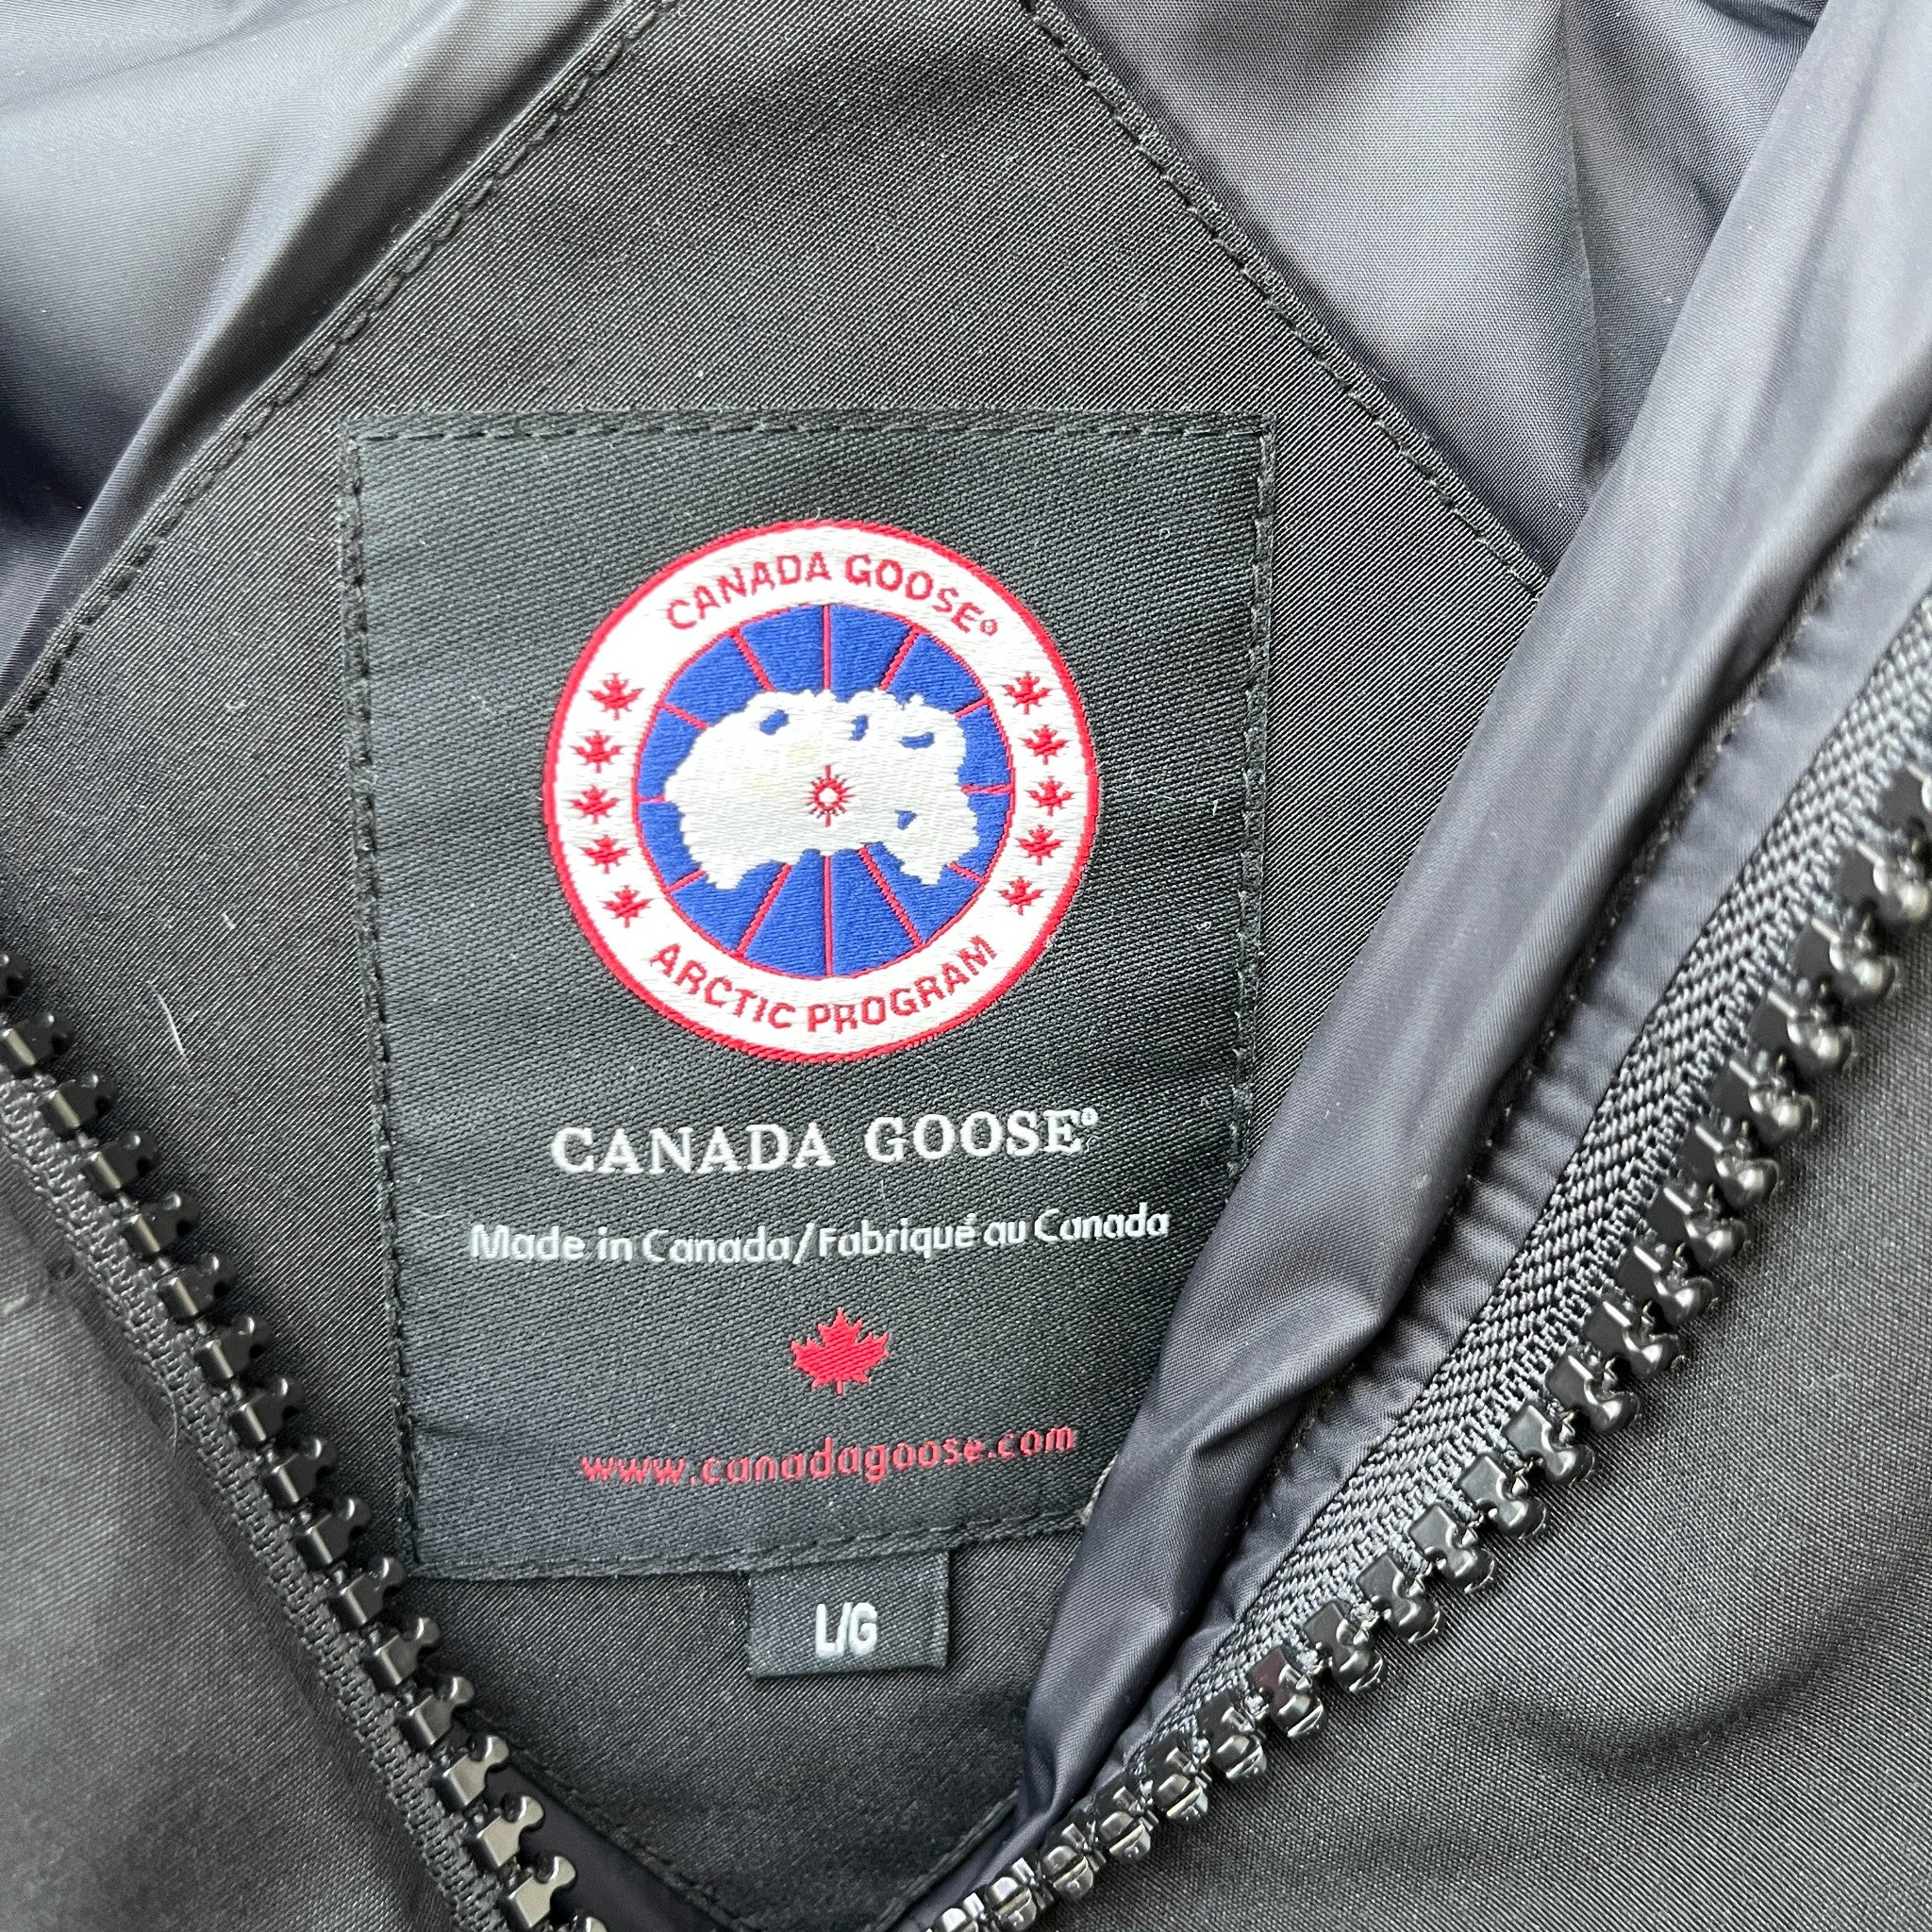 CANADA GOOSE®
ARCTIC PROGRAM
CANADA GOOSE®
Made in Canada/Fabriqué au Canada
www.canadagoose.com
L/G